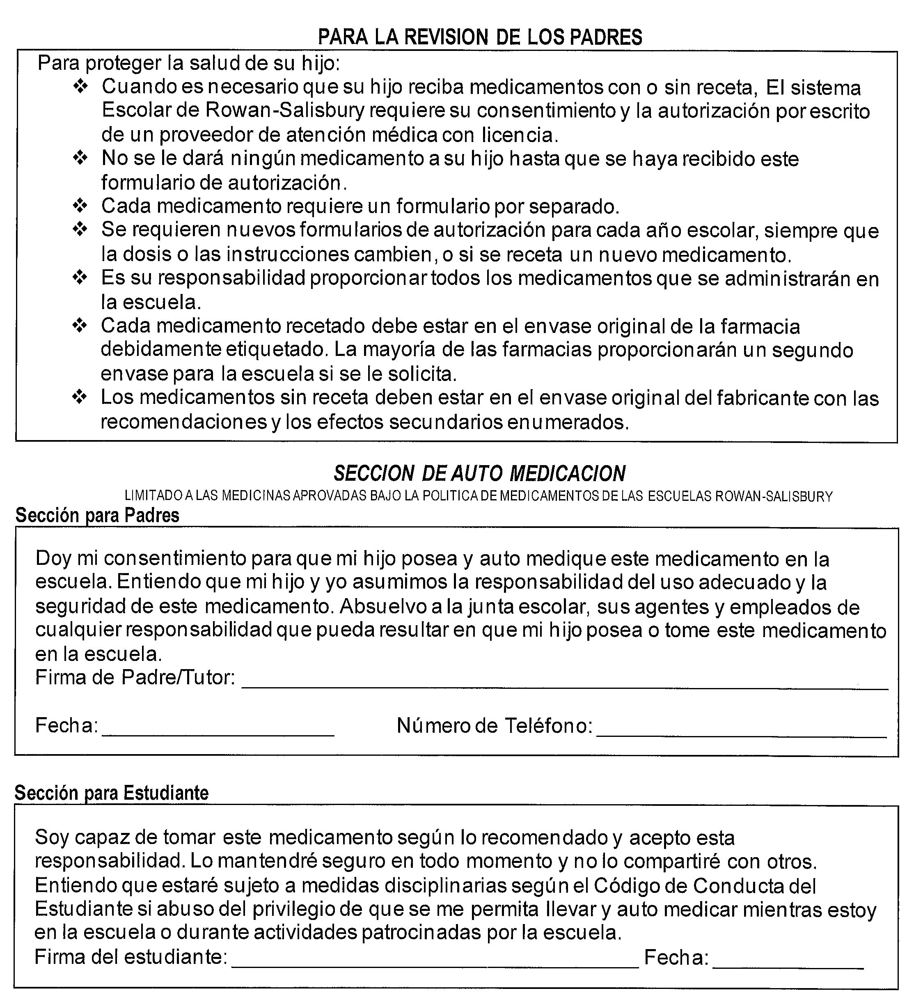 PARA LA REVISION DE LOS PADRES
Para proteger la salud de su hijo:
❖ Cuando es necesario que su hijo reciba medicamentos con o sin receta, El sistema
Escolar de Rowan-Salisbury requiere su consentimiento y la autorización por escrito
de un proveedor de atención médica con licencia.
❖ No se le dará ningún medicamento a su hijo hasta que se haya recibido este
formulario de autorización.
❖ Cada medicamento requiere un formulario por separado.
❖ Se requieren nuevos formularios de autorización para cada año escolar, siempre que
la dosis o las instrucciones cambien, o si se receta un nuevo medicamento.
❖ Es su responsabilidad proporcionar todos los medicamentos que se administrarán en
la escuela.
❖ Cada medicamento recetado debe estar en el envase original de la farmacia
debidamente etiquetado. La mayoría de las farmacias proporcionarán un segundo
envase para la escuela si se le solicita.
❖ Los medicamentos sin receta deben estar en el envase original del fabricante con las
recomendaciones y los efectos secundarios enumerados.
SECCION DE AUTO MEDICACION
LIMITADO A LAS MEDICINAS APROVADAS BAJO LA POLITICA DE MEDICAMENTOS DE LAS ESCUELAS ROWAN-SALISBURY
Sección para Padres
Doy mi consentimiento para que mi hijo posea y auto medique este medicamento en la
escuela. Entiendo que mi hijo y yo asumimos la responsabilidad del uso adecuado y la
seguridad de este medicamento. Absuelvo a la junta escolar, sus agentes y empleados de
cualquier responsabilidad que pueda resultar en que mi hijo posea o tome este medicamento
en la escuela.
Firma de Padre/Tutor:
Fecha: Número de Teléfono:
Sección para Estudiante
Soy capaz de tomar este medicamento según lo recomendado y acepto esta
responsabilidad. Lo mantendré seguro en todo momento y no lo compartiré con otros.
Entiendo que estaré sujeto a medidas disciplinarias según el Código de Conducta del
Estudiante si abuso del privilegio de que se me permita llevar y auto medicar mientras estoy
en la escuela o durante actividades patrocinadas por la escuela.
Firma del estudiante: Fecha: